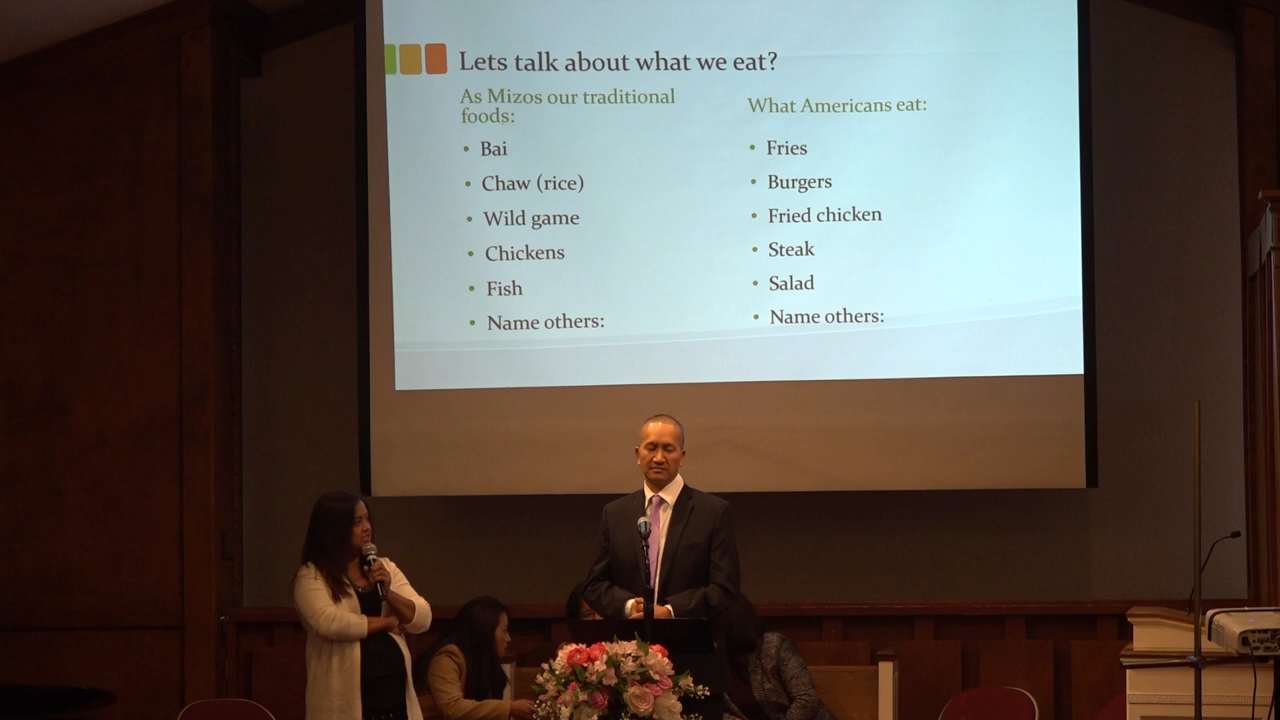 Lets talk about what we eat?
As Mizos our traditional
foods:
• Bai
• Chaw (rice)
• Wild game
• Chickens
• Fish
• Name others:
What Americans eat:
• Fries
• Burgers
• Fried chicken
• Steak
• Salad
• Name others: